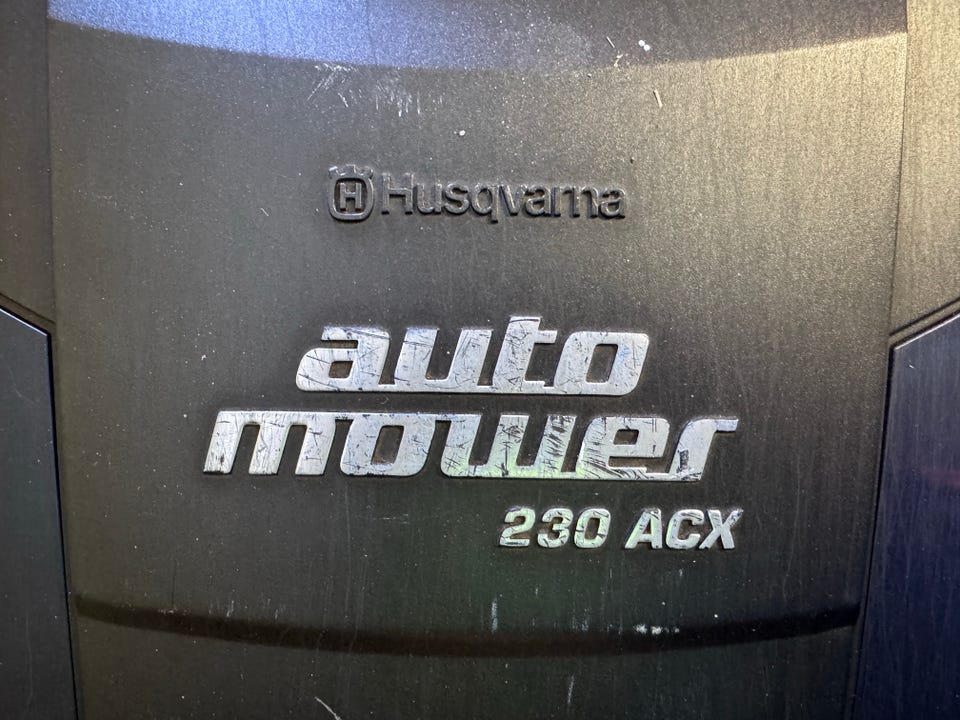 H Husqvarna
auto
mower
230 ACX